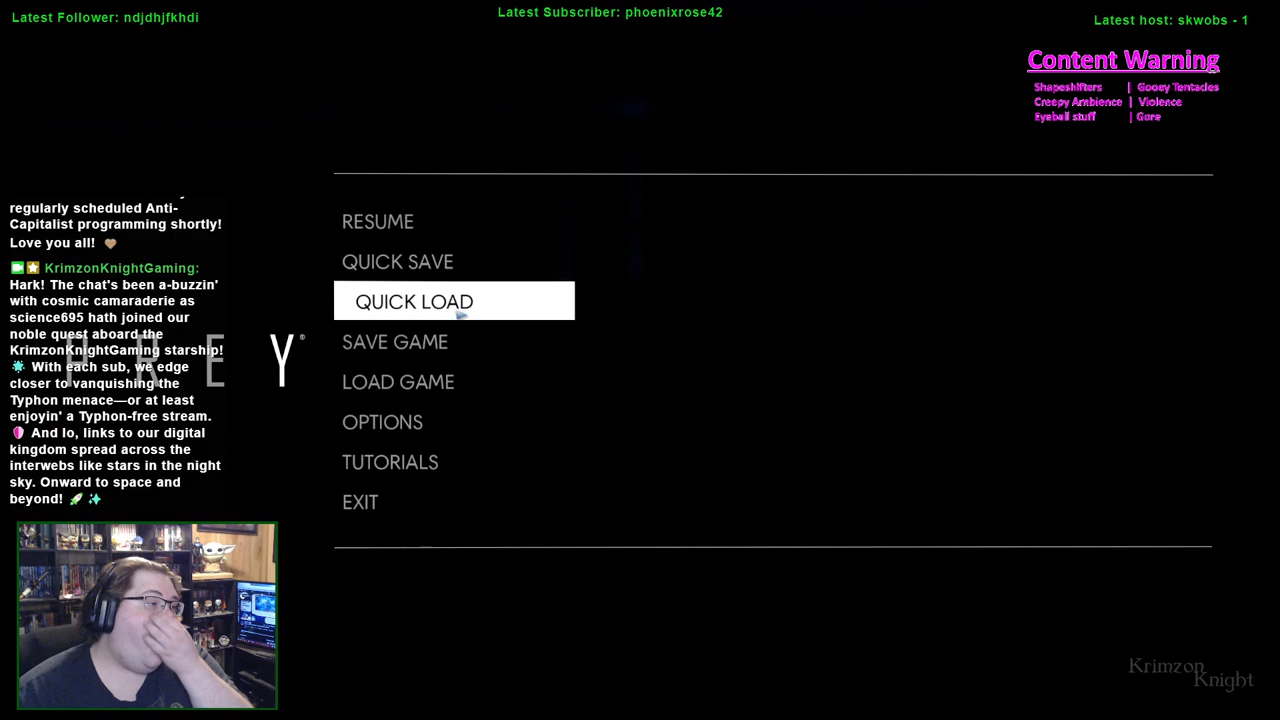 Latest Follower: ndjdhjfkhdi
Latest Subscriber: phoenixrose42
Latest host: skwobs - 1
Content Warning
Shapeshifters | Gooey Tentacles
Creepy Ambience | Violence
Eyeball stuff | Gore
regularly scheduled Anti-
Capitalist programming shortly!
Love you all!
KrimzonKnightGaming:
Hark! The chat's been a-buzzin'
with cosmic camaraderie as
science695 hath joined our
noble quest aboard the
KrimzonKnightGaming starship!
With each sub, we edge
closer to vanquishing the
Typhon menace—or at least
enjoyin' a Typhon-free stream.
And lo, links to our digital
kingdom spread across the
interwebs like stars in the night
sky. Onward to space and
beyond!
PREY®
RESUME
QUICK SAVE
QUICK LOAD
SAVE GAME
LOAD GAME
OPTIONS
TUTORIALS
EXIT
Krimzon
Knight